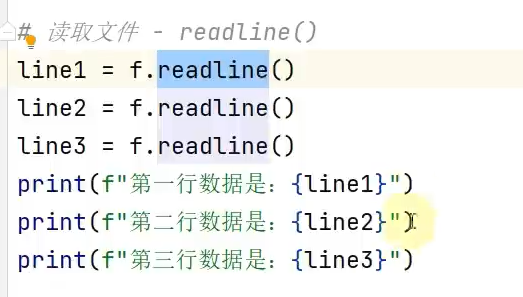 # 读取文件 - readline()
line1 = f.readline()
line2 = f.readline()
line3 = f.readline()
print(f"第一行数据是：{line1}")
print(f"第二行数据是：{line2}")
print(f"第三行数据是：{line3}")